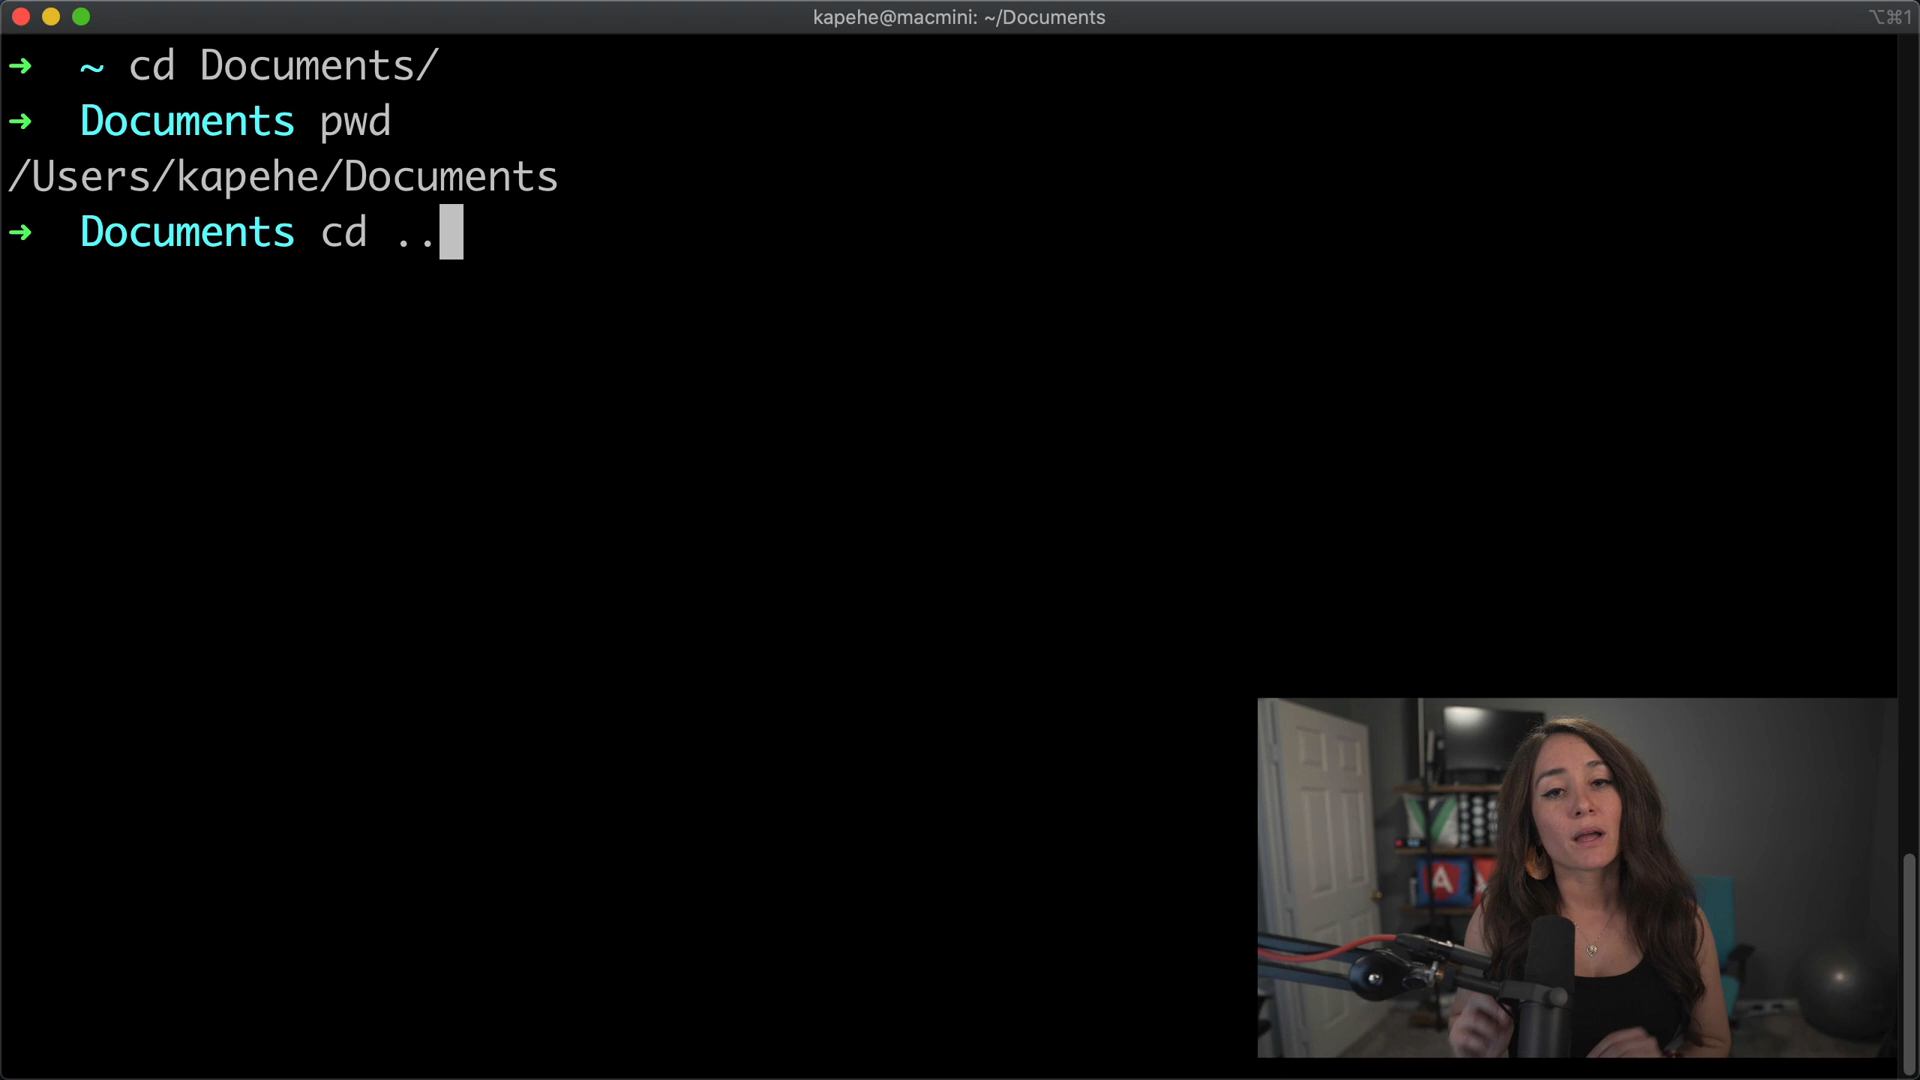 kapehe@macmini: ~/Documents
⌥⌘1
➜ ~ cd Documents/
➜ Documents pwd
/Users/kapehe/Documents
➜ Documents cd ..
A